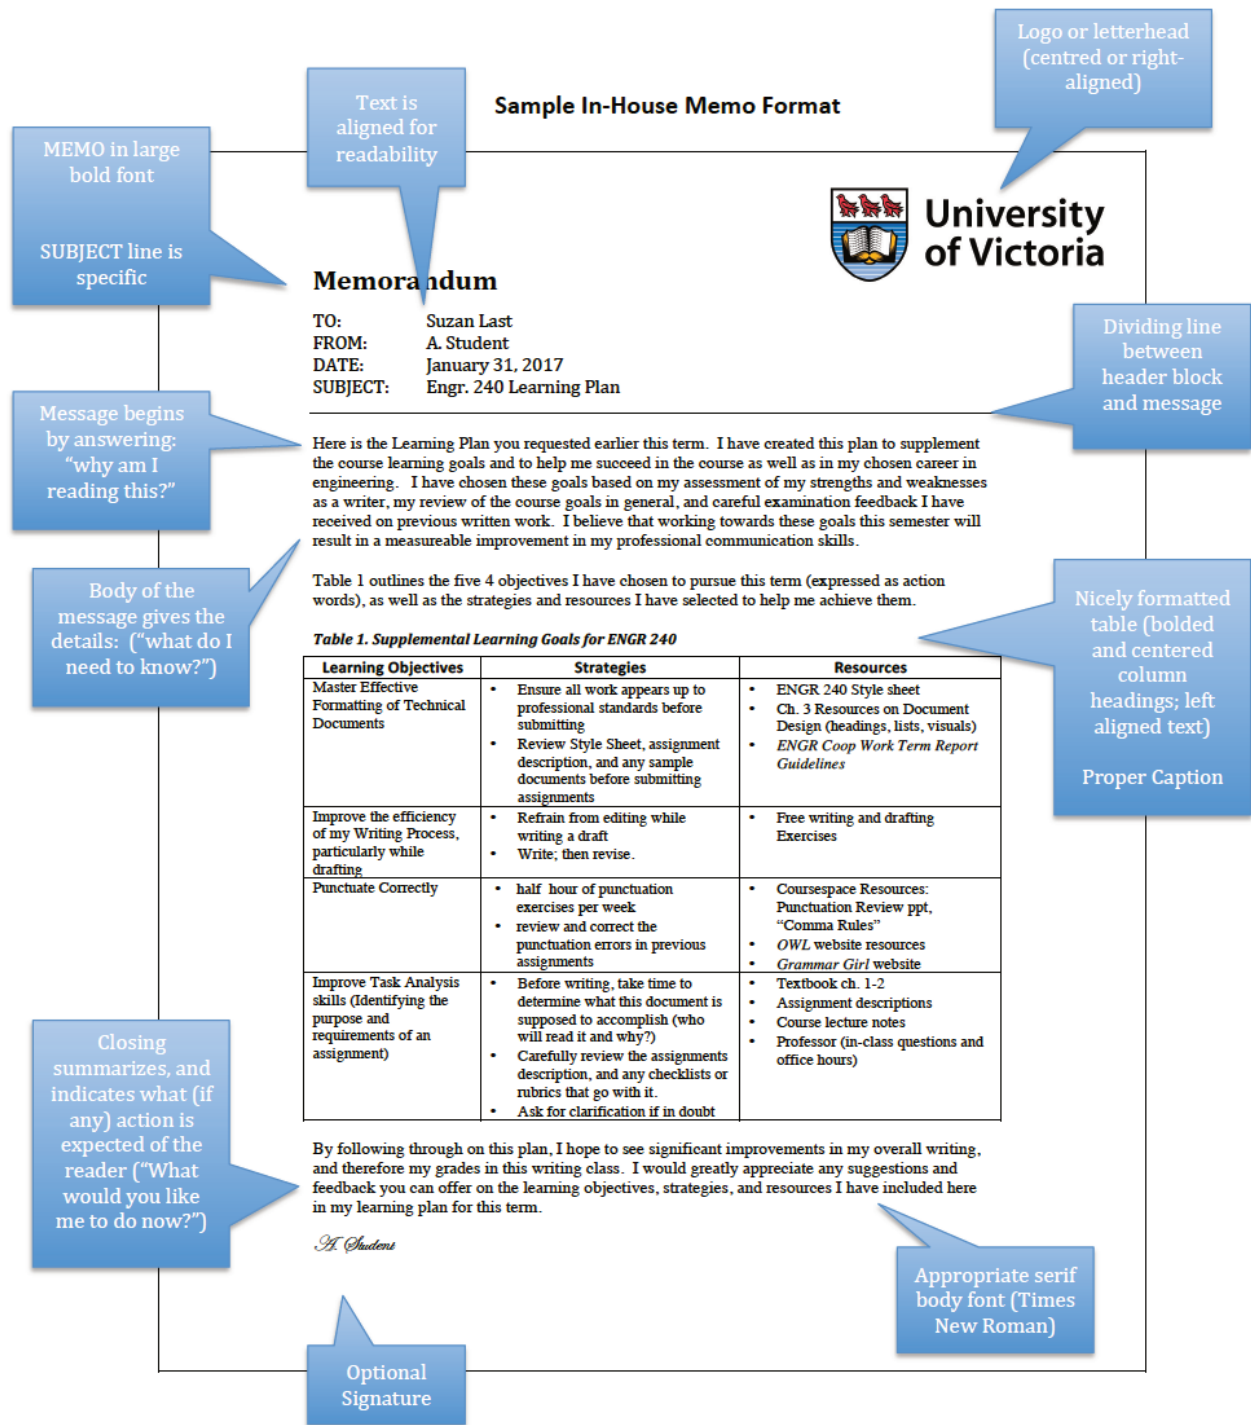 Sample In-House Memo Format
Logo or letterhead
(centred or right-
aligned)
Text is
aligned for
readability
MEMO in large
bold font
SUBJECT line is
specific
University
of Victoria
Memorandum
TO: Suzan Last
FROM: A. Student
DATE: January 31, 2017
SUBJECT: Engr. 240 Learning Plan
Dividing line
between
header block
and message
Message begins
by answering:
“why am I
reading this?”
Here is the Learning Plan you requested earlier this term.  I have created this plan to supplement
the course learning goals and to help me succeed in the course as well as in my chosen career in
engineering.   I have chosen these goals based on my assessment of my strengths and weaknesses
as a writer, my review of the course goals in general, and careful examination feedback I have
received on previous written work.  I believe that working towards these goals this semester will
result in a measureable improvement in my professional communication skills.
Body of the
message gives the
details:  (“what do I
need to know?”)
Table 1 outlines the five 4 objectives I have chosen to pursue this term (expressed as action
words), as well as the strategies and resources I have selected to help me achieve them.
Nicely formatted
table (bolded
and centered
column
headings; left
aligned text)
Proper Caption
Table 1. Supplemental Learning Goals for ENGR 240
Learning Objectives
Strategies
Resources
Master Effective
Formatting of Technical
Documents
• Ensure all work appears up to
professional standards before
submitting
• Review Style Sheet, assignment
description, and any sample
documents before submitting
assignments
• ENGR 240 Style sheet
• Ch. 3 Resources on Document
Design (headings, lists, visuals)
• ENGR Coop Work Term Report
Guidelines
Improve the efficiency
of my Writing Process,
particularly while
drafting
• Refrain from editing while
writing a draft
• Write; then revise.
• Free writing and drafting
Exercises
Punctuate Correctly
• half  hour of punctuation
exercises per week
• review and correct the
punctuation errors in previous
assignments
• Coursespace Resources:
Punctuation Review ppt,
“Comma Rules”
• OWL website resources
• Grammar Girl website
Improve Task Analysis
skills (Identifying the
purpose and
requirements of an
assignment)
• Before writing, take time to
determine what this document is
supposed to accomplish (who
will read it and why?)
• Carefully review the assignments
description, and any checklists or
rubrics that go with it.
• Ask for clarification if in doubt
• Textbook ch. 1-2
• Assignment descriptions
• Course lecture notes
• Professor (in-class questions and
office hours)
Closing
summarizes, and
indicates what (if
any) action is
expected of the
reader (“What
would you like
me to do now?”)
By following through on this plan, I hope to see significant improvements in my overall writing,
and therefore my grades in this writing class.  I would greatly appreciate any suggestions and
feedback you can offer on the learning objectives, strategies, and resources I have included here
in my learning plan for this term.
A. Student
Appropriate serif
body font (Times
New Roman)
Optional
Signature